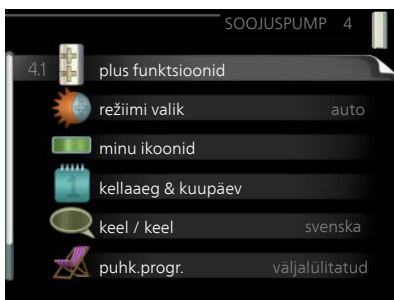 SOOJUSPUMP 4
4.1 plus funktsioonid
režiimi valik auto
minu ikoonid
kellaaeg & kuupäev
keel / keel svenska
puhk.progr. väljalülitatud